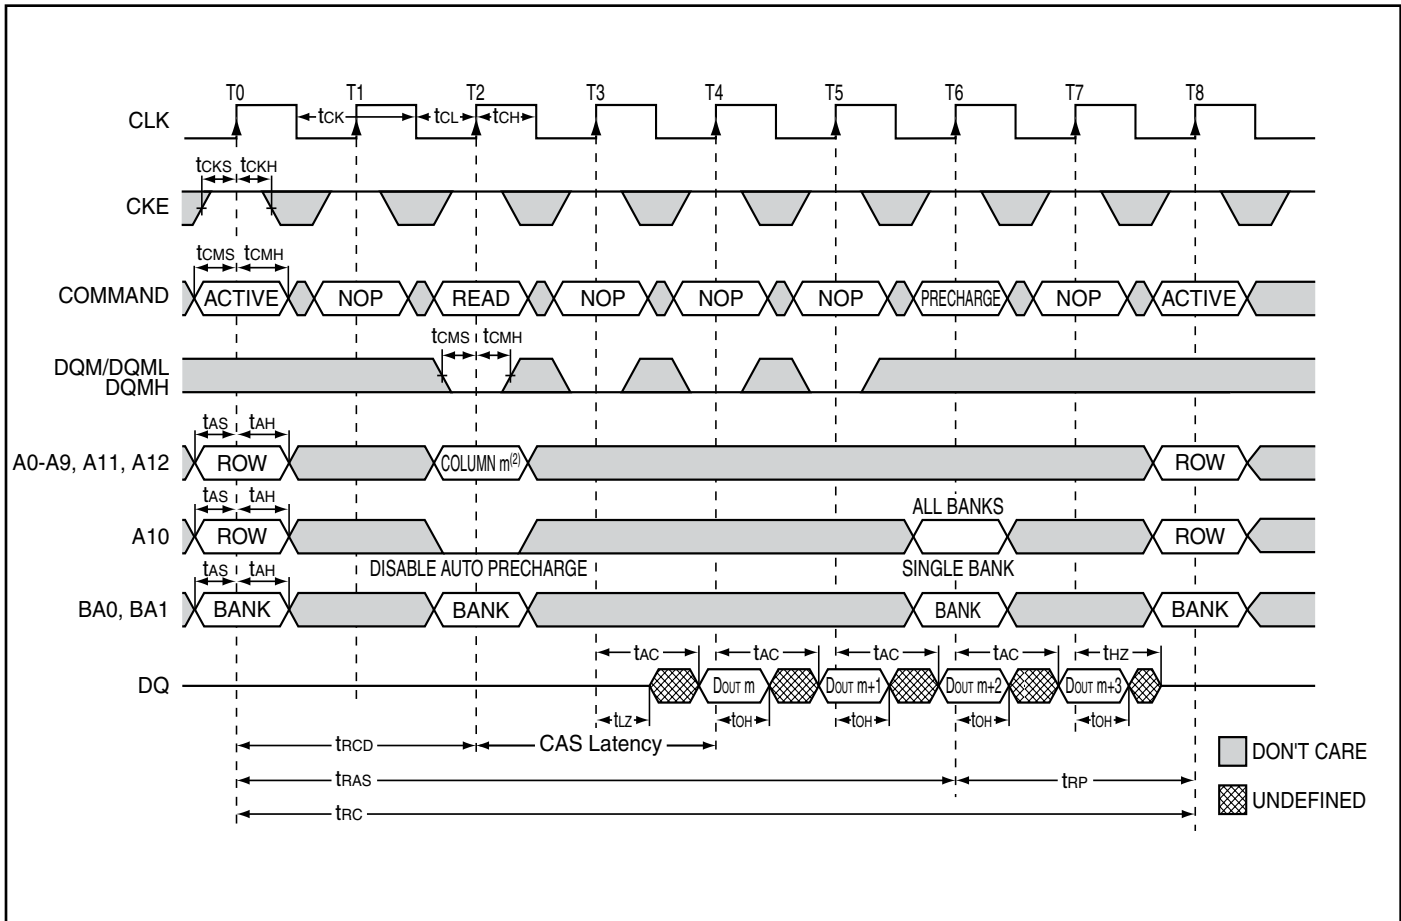 T0 T1 T2 T3 T4 T5 T6 T7 T8
CLK tCK tCL tCH
tCKS tCKH
CKE
tCMS tCMH
COMMAND ACTIVE NOP READ NOP NOP NOP PRECHARGE NOP ACTIVE
tCMS tCMH
DQM/DQML
DQMH
tAS tAH
A0-A9, A11, A12 ROW COLUMN m(2) ROW
tAS tAH ALL BANKS
A10 ROW ROW
DISABLE AUTO PRECHARGE SINGLE BANK
tAS tAH
BA0, BA1 BANK BANK BANK BANK
tAC tAC tAC tAC tHZ
DQ DOUT m DOUT m+1 DOUT m+2 DOUT m+3
tLZ tOH tOH tOH tOH
tRCD CAS Latency
DON'T CARE
tRAS tRP
UNDEFINED
tRC